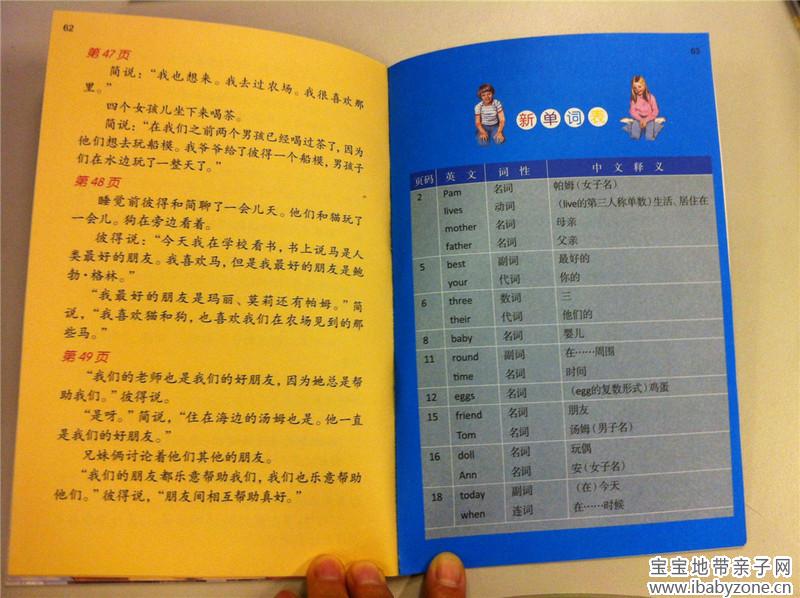 62
第47页
简说：“我也想来。我去过农场。我很喜欢那
里。”
四个女孩儿坐下来喝茶。
简说：“在我们之前两个男孩已经喝过茶了，因为
他们想去玩船模。我爷爷给了彼得一个船模，男孩子
们在水边玩了一整天了。”
第48页
睡觉前彼得和简聊了一会儿天。他们和猫玩了
一会儿。狗在旁边看着。
彼得说：“今天我在学校看书，书上说马是人
类最好的朋友。我喜欢马，但是我最好的朋友是鲍
勃·格林。”
“我最好的朋友是玛丽、莫莉还有帕姆。”简
说，“我喜欢猫和狗，也喜欢我们在农场见到的那
些马。”
第49页
“我们的老师也是我们的好朋友，因为她总是帮
助我们。”彼得说。
“是呀。”简说，“住在海边的汤姆也是。他一直
是我们的好朋友。”
兄妹俩讨论着他们其他的朋友。
“我们的朋友都乐意帮助我们，我们也乐意帮助
他们。”彼得说，“朋友间相互帮助真好。”
63
新单词表
页码 英文 词性 中文释义
2 Pam 名词 帕姆（女子名）
lives 动词 (live的第三人称单数)生活、居住在
mother 名词 母亲
father 名词 父亲
5 best 副词 最好的
your 代词 你的
6 three 数词 三
their 代词 他们的
8 baby 名词 婴儿
11 round 副词 在……周围
time 名词 时间
12 eggs 名词 (egg的复数形式)鸡蛋
15 friend 名词 朋友
Tom 名词 汤姆（男子名）
16 doll 名词 玩偶
Ann 名词 安（女子名）
18 today 副词 （在）今天
when 连词 在……时候
宝宝地带亲子网
www.ibabyzone.cn